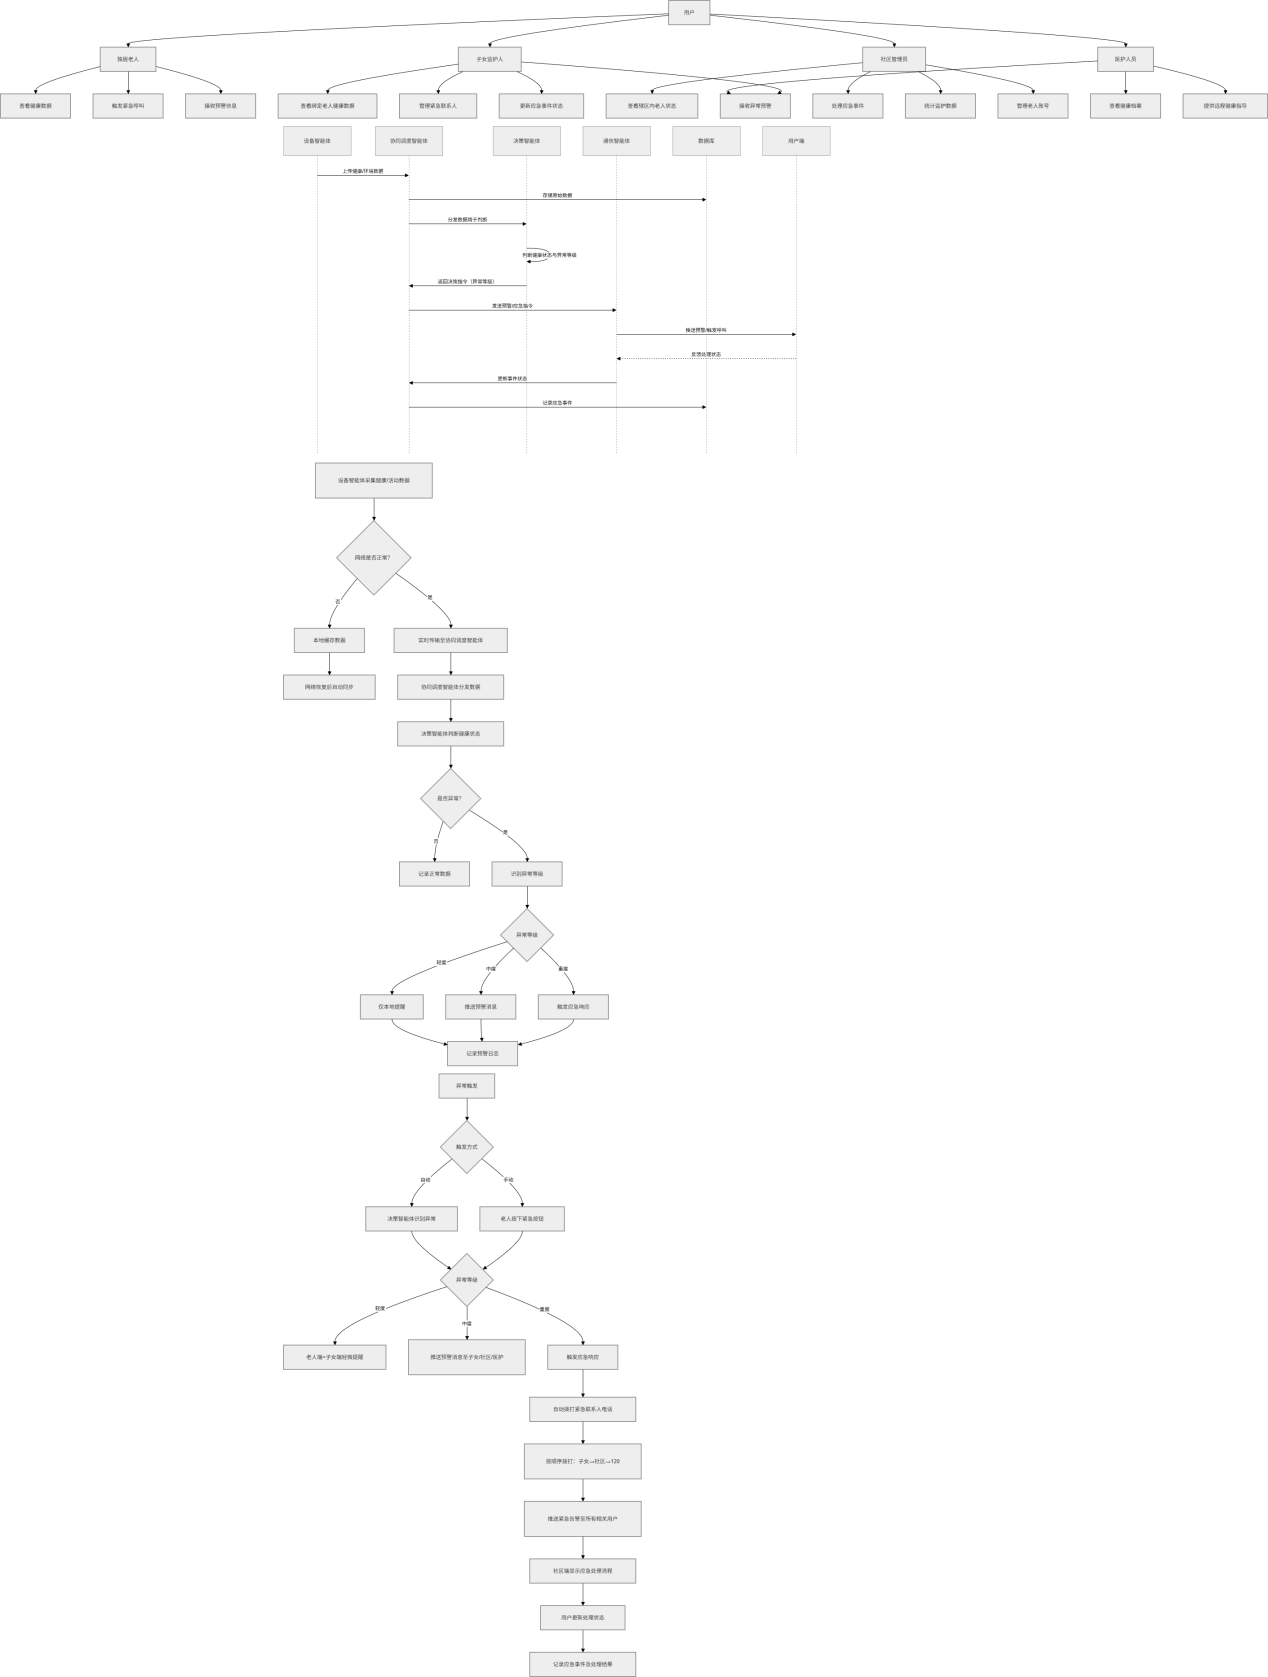 用户
独居老人
子女监护人
社区管理员
医护人员
查看健康数据
触发紧急呼叫
接收预警信息
查看绑定老人健康数据
管理紧急联系人
更新应急事件状态
查看辖区内老人状态
接收异常预警
处理应急事件
统计监护数据
管理老人账号
查看健康档案
提供远程健康指导
设备智能体
协同调度智能体
决策智能体
通信智能体
数据库
用户端
上传健康/环境数据
存储原始数据
分发数据用于判断
判断健康状态与异常等级
返回决策指令（异常等级）
发送预警/应急指令
推送预警/触发呼叫
反馈处理状态
更新事件状态
记录应急事件
设备智能体采集健康/活动数据
网络是否正常?
否
是
本地缓存数据
实时传输至协同调度智能体
网络恢复后自动同步
协同调度智能体分发数据
决策智能体判断健康状态
是否异常?
否
是
记录正常数据
识别异常等级
异常等级
轻度
中度
重度
仅本地提醒
推送预警消息
触发应急响应
记录预警日志
异常触发
触发方式
自动
手动
决策智能体识别异常
老人按下紧急按钮
异常等级
轻度
中度
重度
老人端+子女端轻微提醒
推送预警消息至子女/社区/医护
触发应急响应
自动拨打紧急联系人电话
按顺序拨打：子女→社区→120
推送紧急告警至所有相关用户
社区端显示应急处理流程
用户更新处理状态
记录应急事件及处理结果